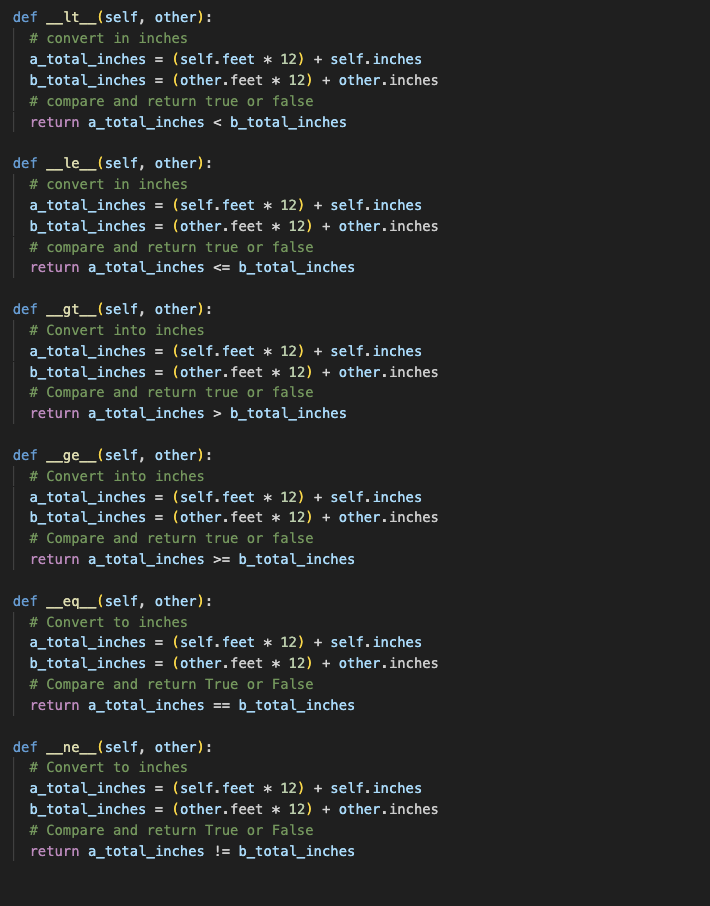 def __lt__(self, other):
# convert in inches
a_total_inches = (self.feet * 12) + self.inches
b_total_inches = (other.feet * 12) + other.inches
# compare and return true or false
return a_total_inches < b_total_inches
def __le__(self, other):
# convert in inches
a_total_inches = (self.feet * 12) + self.inches
b_total_inches = (other.feet * 12) + other.inches
# compare and return true or false
return a_total_inches <= b_total_inches
def __gt__(self, other):
# Convert into inches
a_total_inches = (self.feet * 12) + self.inches
b_total_inches = (other.feet * 12) + other.inches
# Compare and return true or false
return a_total_inches > b_total_inches
def __ge__(self, other):
# Convert into inches
a_total_inches = (self.feet * 12) + self.inches
b_total_inches = (other.feet * 12) + other.inches
# Compare and return true or false
return a_total_inches >= b_total_inches
def __eq__(self, other):
# Convert to inches
a_total_inches = (self.feet * 12) + self.inches
b_total_inches = (other.feet * 12) + other.inches
# Compare and return True or False
return a_total_inches == b_total_inches
def __ne__(self, other):
# Convert to inches
a_total_inches = (self.feet * 12) + self.inches
b_total_inches = (other.feet * 12) + other.inches
# Compare and return True or False
return a_total_inches != b_total_inches